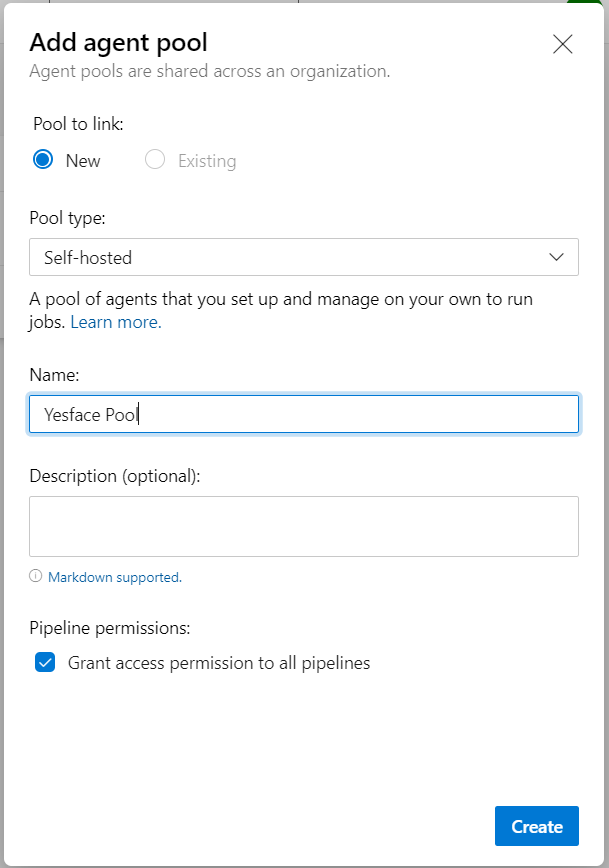 Add agent pool
Agent pools are shared across an organization.
Pool to link:
New
Existing
Pool type:
Self-hosted
A pool of agents that you set up and manage on your own to run
jobs. Learn more.
Name:
Yesface Pool
Description (optional):
Markdown supported.
Pipeline permissions:
Grant access permission to all pipelines
Create